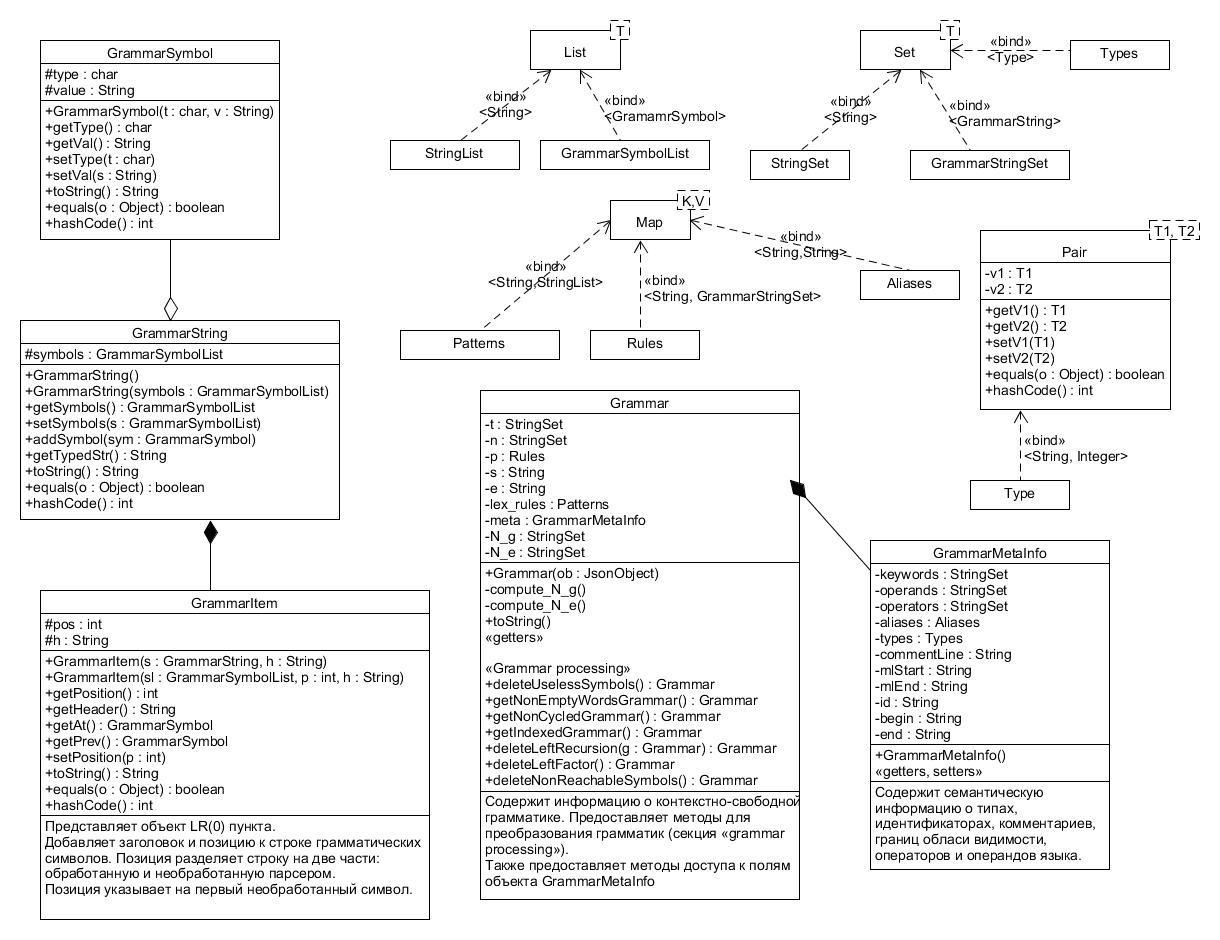 GrammarSymbol
#type : char
#value : String
+GrammarSymbol(t : char, v : String)
+getType() : char
+getVal() : String
+setType(t : char)
+setVal(s : String)
+toString() : String
+equals(o : Object) : boolean
+hashCode() : int
T
List
«bind»
<String>
«bind»
<GramamrSymbol>
StringList
GrammarSymbolList
T
Set
«bind»
<Type>
Types
«bind»
<String>
«bind»
<GrammarString>
StringSet
GrammarStringSet
K,V
Map
«bind»
<String,StringList>
«bind»
<String, GrammarStringSet>
«bind»
<String,String>
Aliases
Patterns
Rules
T1, T2
Pair
-v1 : T1
-v2 : T2
+getV1() : T1
+getV2() : T2
+setV1(T1)
+setV2(T2)
+equals(o : Object) : boolean
+hashCode() : int
«bind»
<String, Integer>
Type
GrammarString
#symbols : GrammarSymbolList
+GrammarString()
+GrammarString(symbols : GrammarSymbolList)
+getSymbols() : GrammarSymbolList
+setSymbols(s : GrammarSymbolList)
+addSymbol(sym : GrammarSymbol)
+getTypedStr() : String
+toString() : String
+equals(o : Object) : boolean
+hashCode() : int
GrammarItem
#pos : int
#h : String
+GrammarItem(s : GrammarString, h : String)
+GrammarItem(sl : GrammarSymbolList, p : int, h : String)
+getPosition() : int
+getHeader() : String
+getAt() : GrammarSymbol
+getPrev() : GrammarSymbol
+setPosition(p : int)
+toString() : String
+equals(o : Object) : boolean
+hashCode() : int
Представляет объект LR(0) пункта.
Добавляет заголовок и позицию к строке грамматических
символов. Позиция разделяет строку на две части:
обработанную и необработанную парсером.
Позиция указывает на первый необработанный символ.
Grammar
-t : StringSet
-n : StringSet
-p : Rules
-s : String
-e : String
-lex_rules : Patterns
-meta : GrammarMetaInfo
-N_g : StringSet
-N_e : StringSet
+Grammar(ob : JsonObject)
-compute_N_g()
-compute_N_e()
+toString()
«getters»
«Grammar processing»
+deleteUselessSymbols() : Grammar
+getNonEmptyWordsGrammar() : Grammar
+getNonCycledGrammar() : Grammar
+getIndexedGrammar() : Grammar
+deleteLeftRecursion(g : Grammar) : Grammar
+deleteLeftFactor() : Grammar
+deleteNonReachableSymbols() : Grammar
Содержит информацию о контекстно-свободной
грамматике. Предоставляет методы для
преобразования грамматик (секция «grammar
processing»).
Также предоставляет методы доступа к полям
объекта GrammarMetaInfo
GrammarMetaInfo
-keywords : StringSet
-operands : StringSet
-operators : StringSet
-aliases : Aliases
-types : Types
-commentLine : String
-mlStart : String
-mlEnd : String
-id : String
-begin : String
-end : String
+GrammarMetaInfo()
«getters, setters»
Содержит семантическую
информацию о типах,
идентификаторах, комментариев,
границ обласи видимости,
операторов и операндов языка.